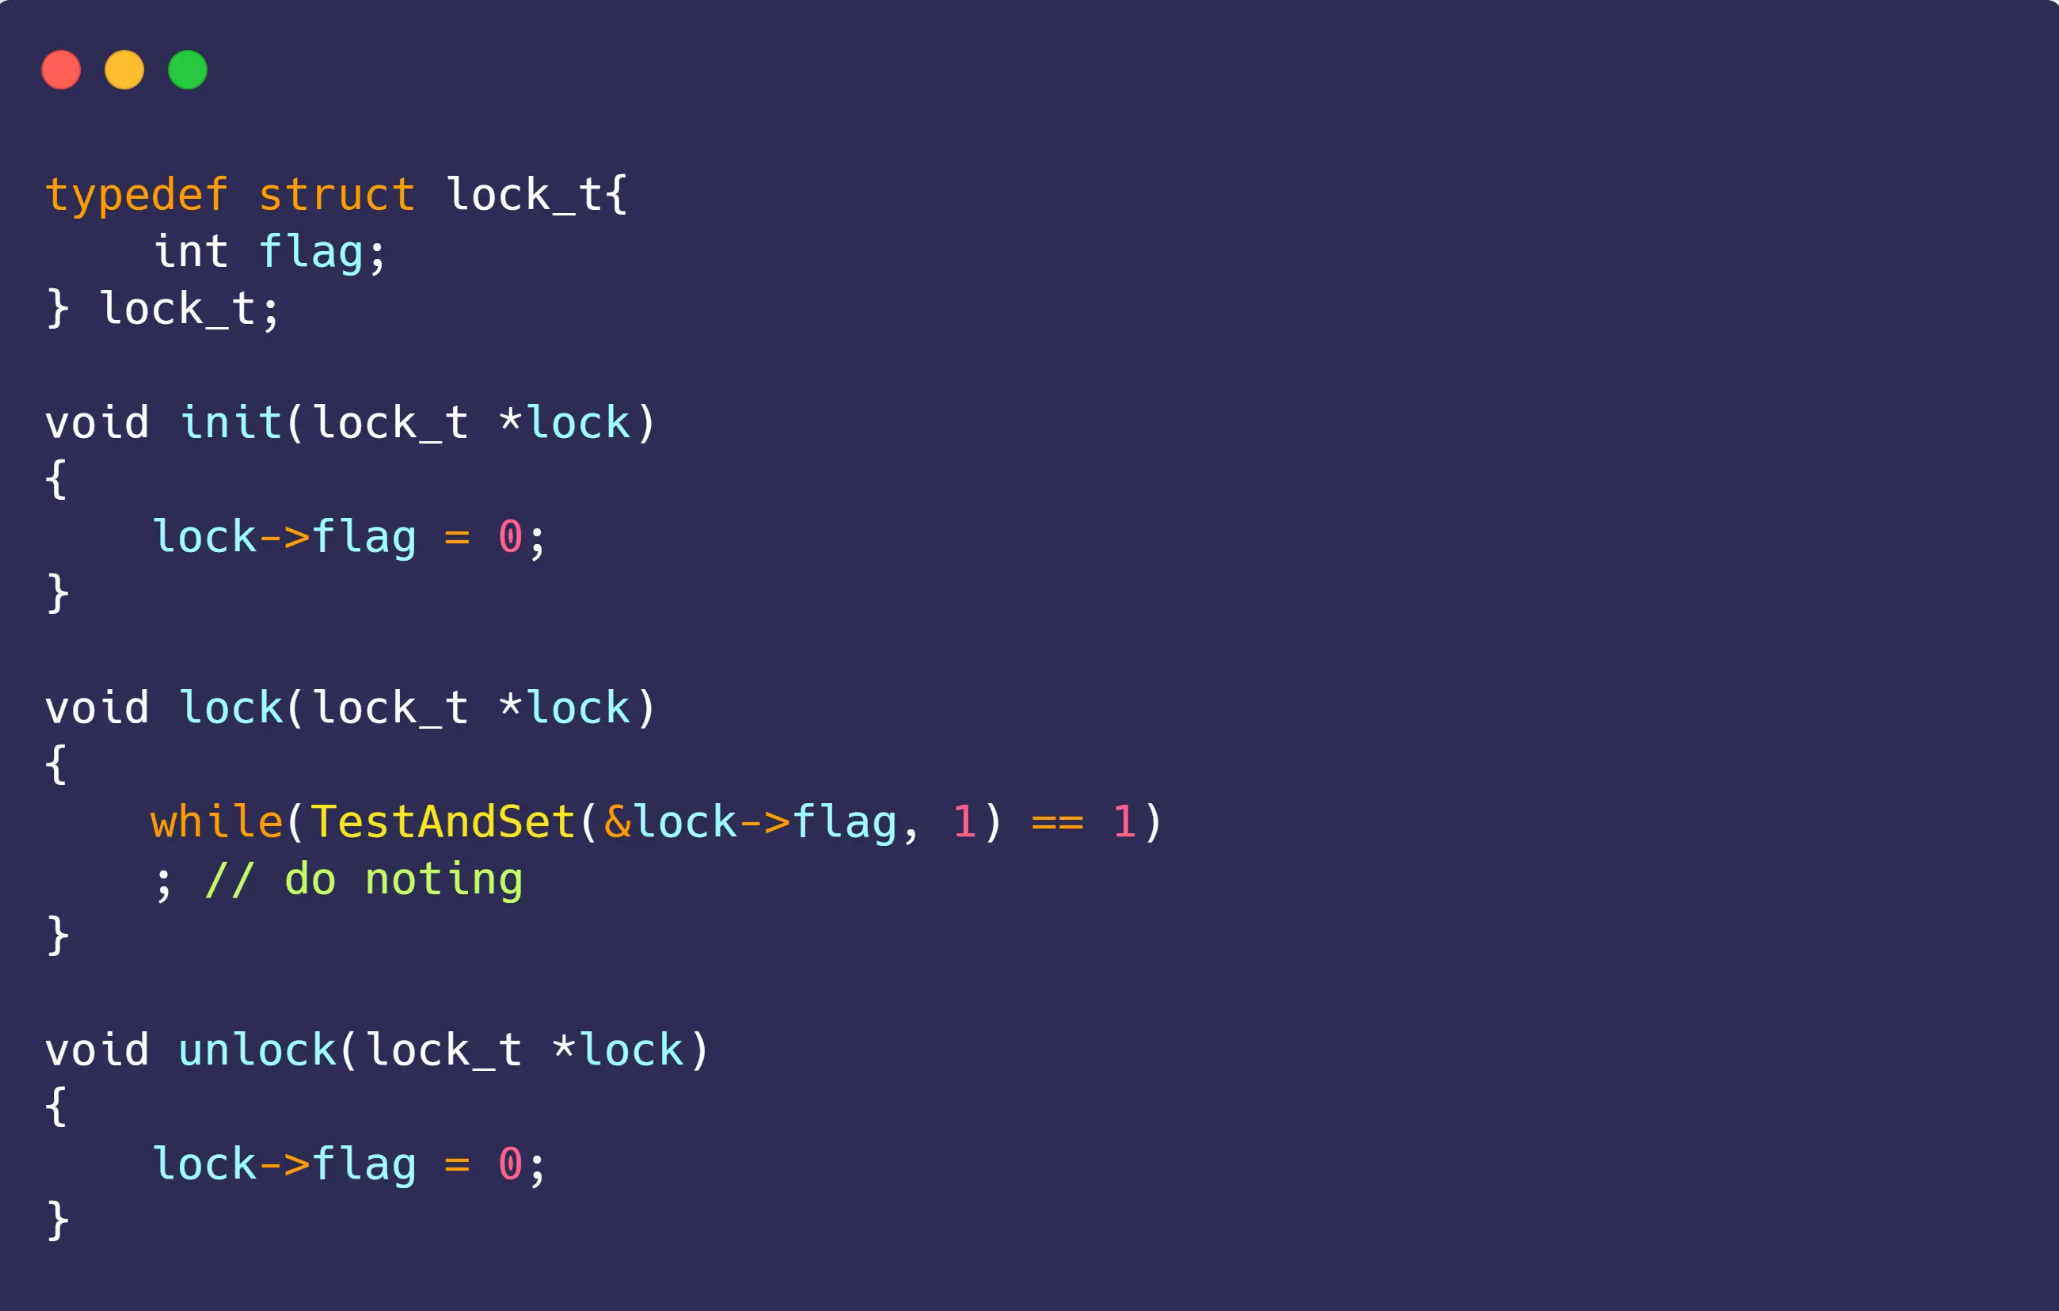 typedef struct lock_t{
    int flag;
} lock_t;

void init(lock_t *lock)
{
    lock->flag = 0;
}

void lock(lock_t *lock)
{
    while(TestAndSet(&lock->flag, 1) == 1)
    ; // do noting
}

void unlock(lock_t *lock)
{
    lock->flag = 0;
}